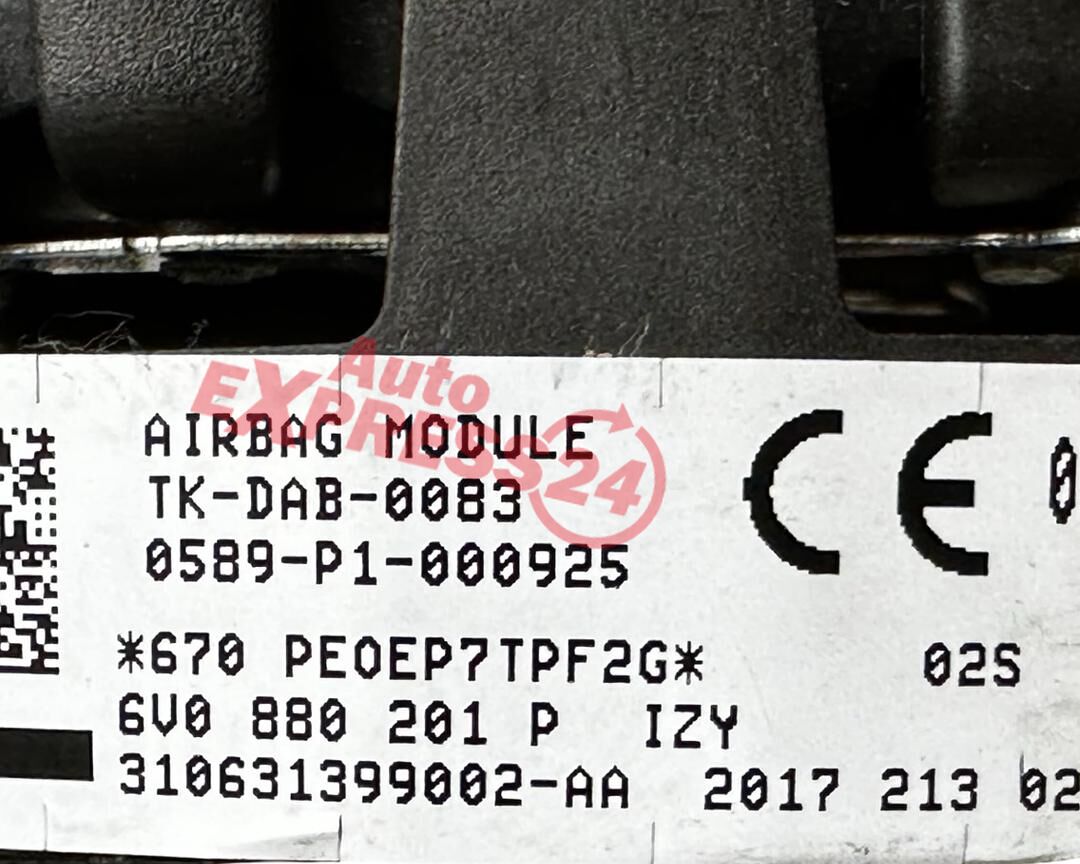 Auto
EXPRESS24
AIRBAG MODULE
TK-DAB-0083
0589-P1-000925
CE 0
*670 PEOEP7TPF2G* 02S
6V0 880 201 P IZY
310631399002-AA 2017 213 02